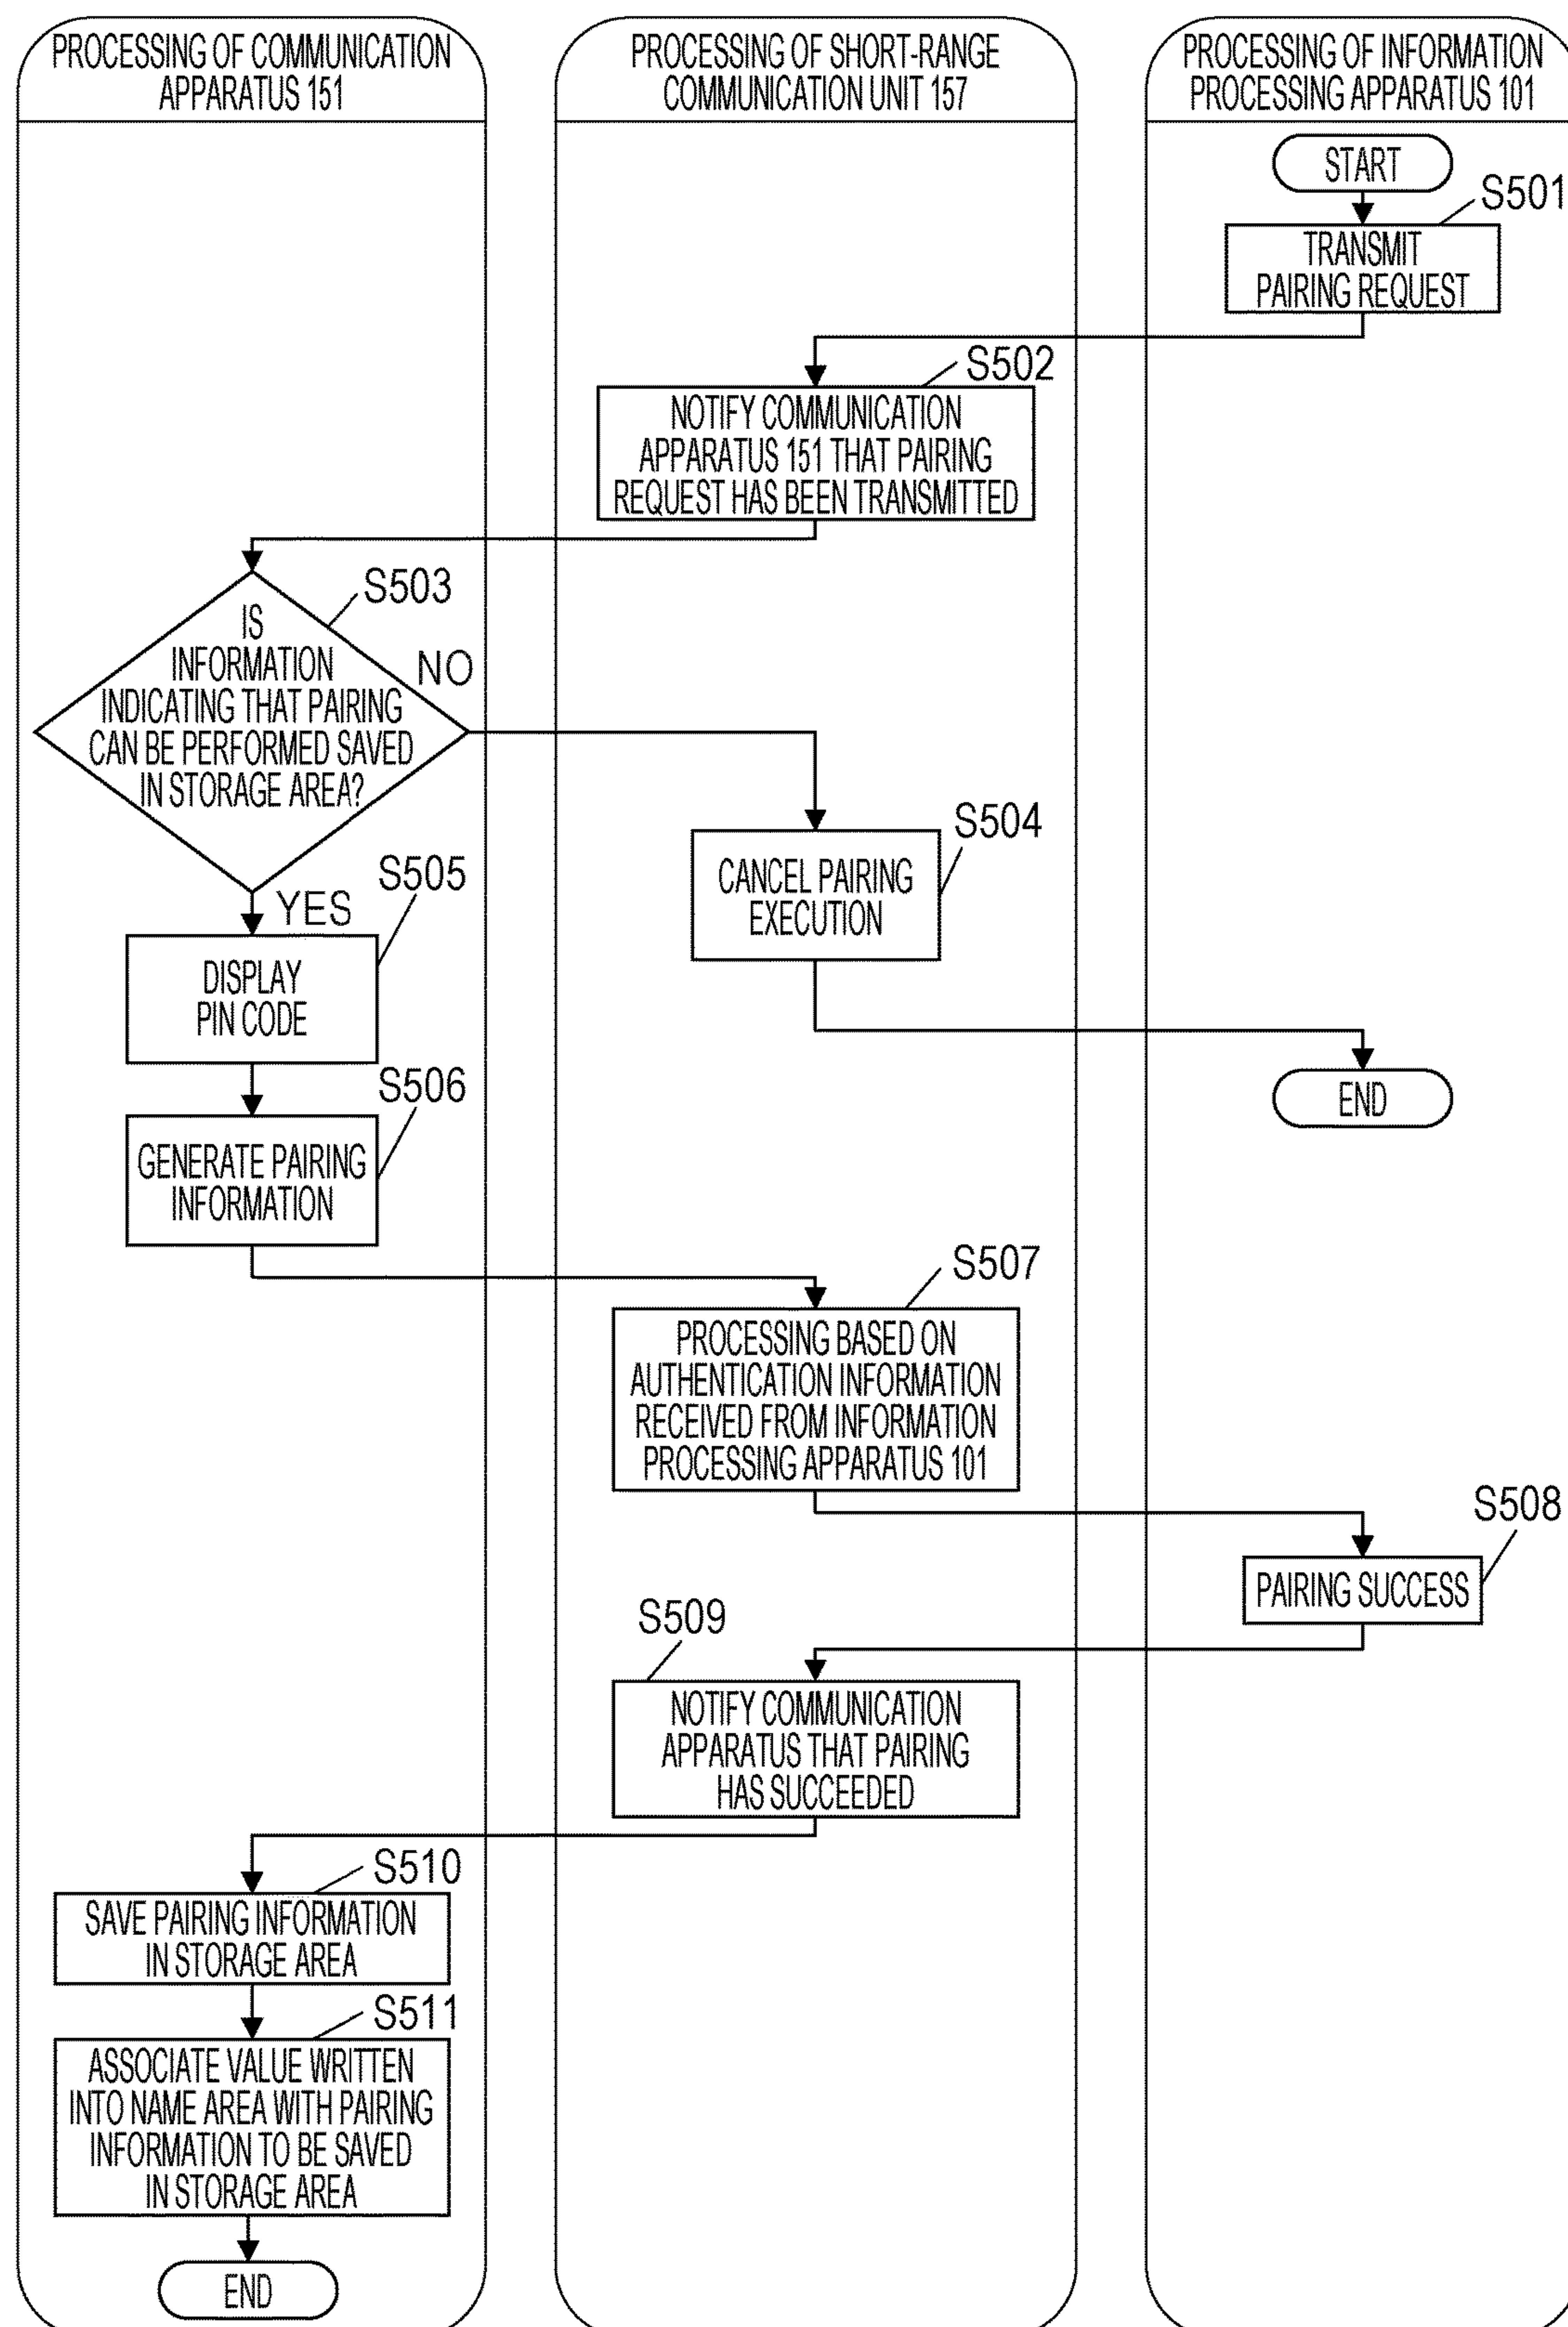 PROCESSING OF COMMUNICATION
APPARATUS 151
PROCESSING OF SHORT-RANGE
COMMUNICATION UNIT 157
PROCESSING OF INFORMATION
PROCESSING APPARATUS 101
START
S501
TRANSMIT
PAIRING REQUEST
S502
NOTIFY COMMUNICATION
APPARATUS 151 THAT PAIRING
REQUEST HAS BEEN TRANSMITTED
S503
IS
INFORMATION
INDICATING THAT PAIRING
CAN BE PERFORMED SAVED
IN STORAGE AREA?
NO
S504
CANCEL PAIRING
EXECUTION
END
YES
S505
DISPLAY
PIN CODE
S506
GENERATE PAIRING
INFORMATION
S507
PROCESSING BASED ON
AUTHENTICATION INFORMATION
RECEIVED FROM INFORMATION
PROCESSING APPARATUS 101
S508
PAIRING SUCCESS
S509
NOTIFY COMMUNICATION
APPARATUS THAT PAIRING
HAS SUCCEEDED
S510
SAVE PAIRING INFORMATION
IN STORAGE AREA
S511
ASSOCIATE VALUE WRITTEN
INTO NAME AREA WITH PAIRING
INFORMATION TO BE SAVED
IN STORAGE AREA
END